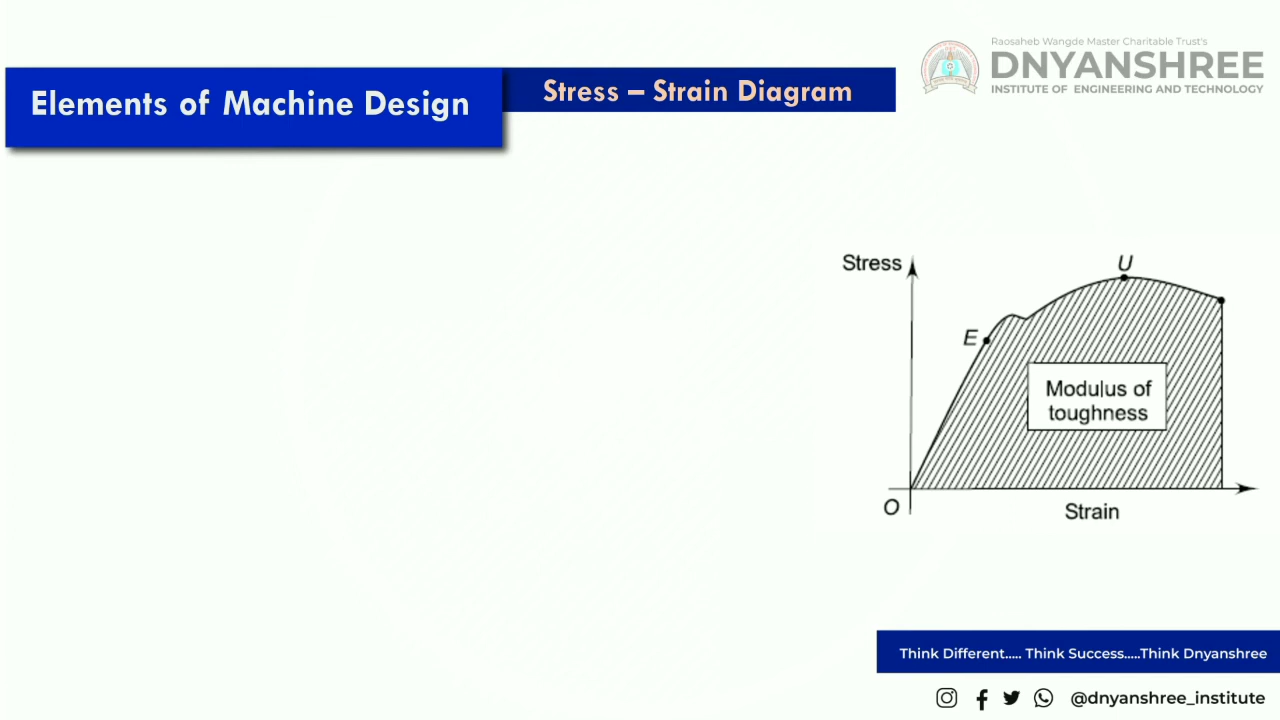 Raosaheb Wangde Master Charitable Trust's
DNYANSHREE
INSTITUTE OF ENGINEERING AND TECHNOLOGY
Elements of Machine Design
Stress – Strain Diagram
Stress
U
E
Modulus of
toughness
O
Strain
Think Different..... Think Success.....Think Dnyanshree
@dnyanshree_institute